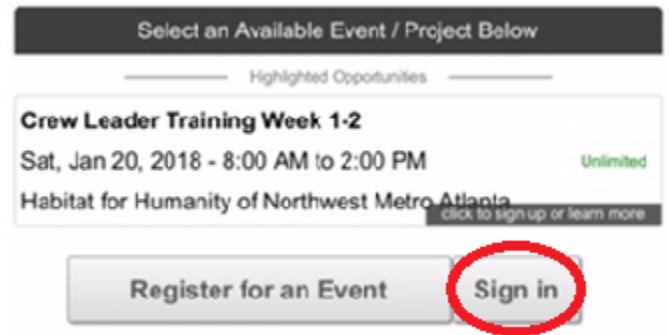 Select an Available Event / Project Below
Highlighted Opportunities
Crew Leader Training Week 1-2
Sat, Jan 20, 2018 - 8:00 AM to 2:00 PM
Unlimited
Habitat for Humanity of Northwest Metro Atlanta
click to sign up or learn more
Register for an Event
Sign in